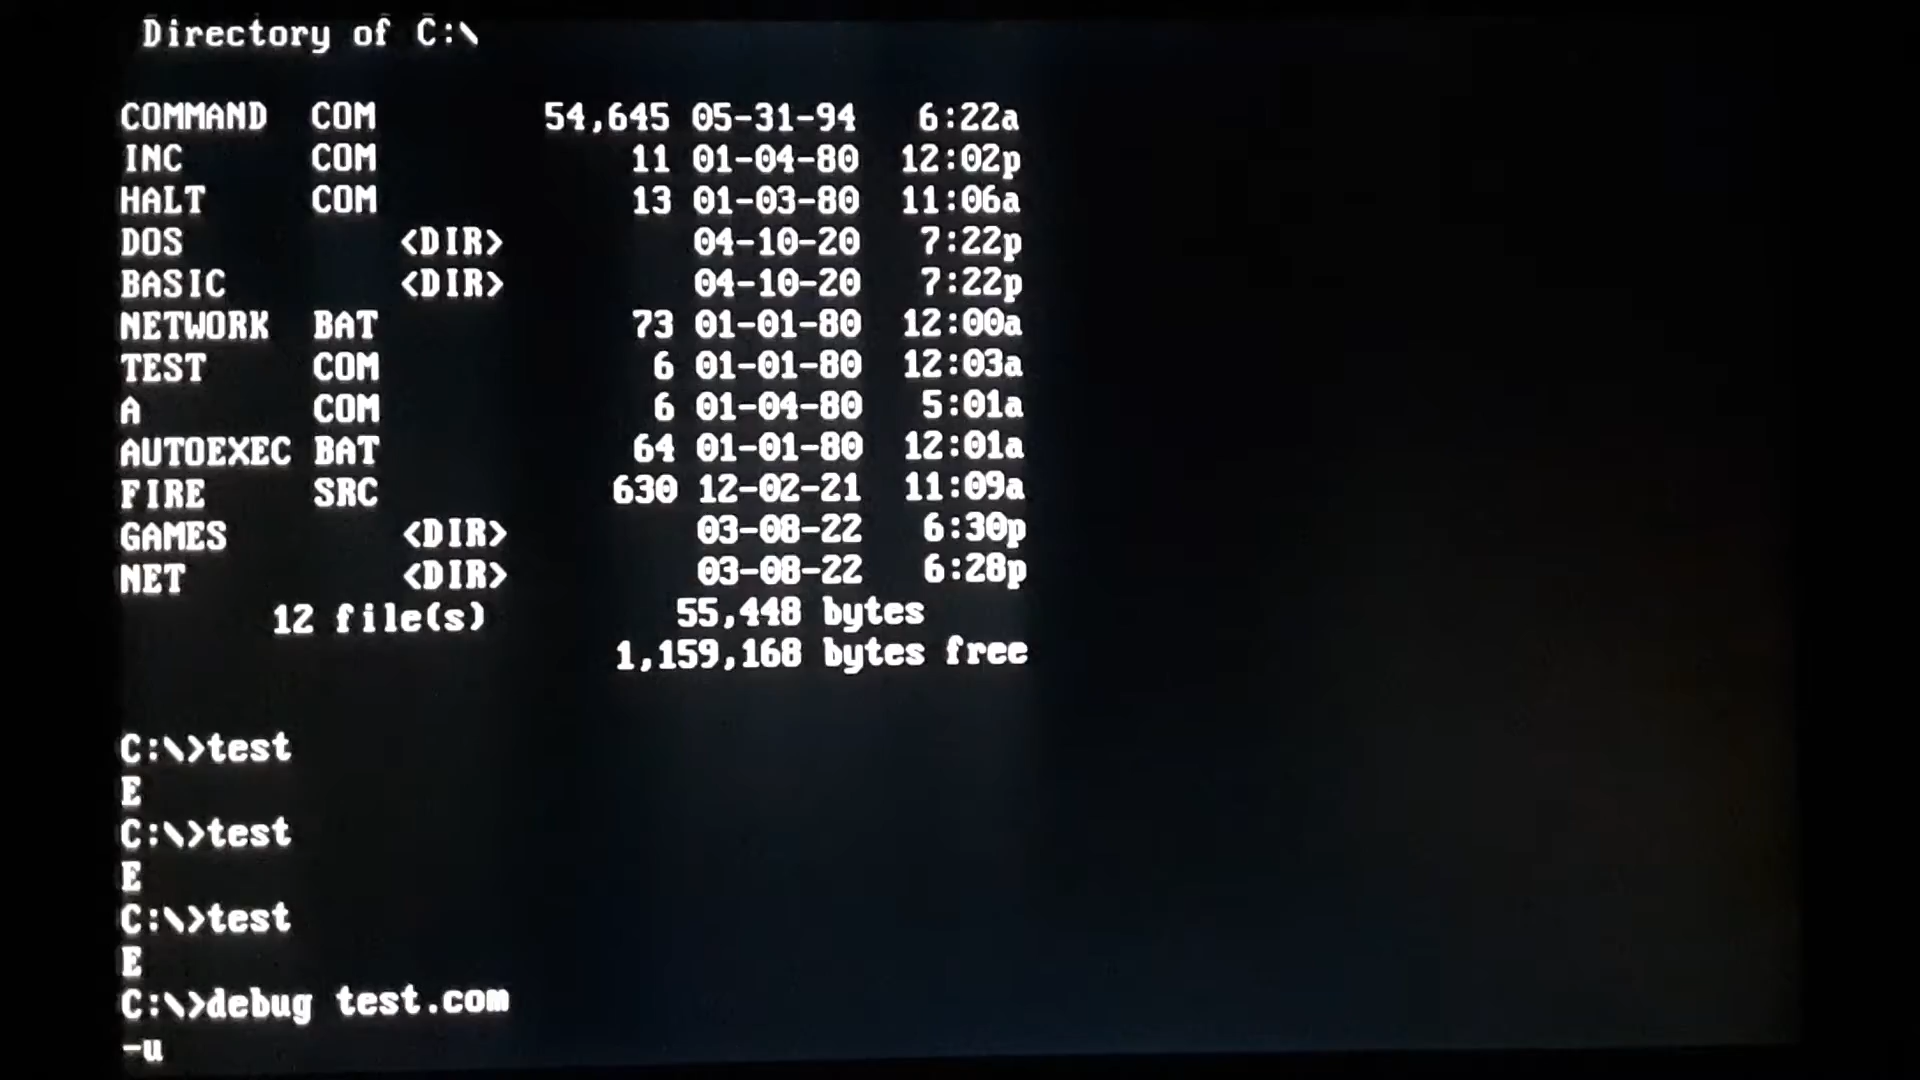 Directory of C:\
COMMAND COM 54,645 05-31-94 6:22a
INC COM 11 01-04-80 12:02p
HALT COM 13 01-03-80 11:06a
DOS <DIR> 04-10-20 7:22p
BASIC <DIR> 04-10-20 7:22p
NETWORK BAT 73 01-01-80 12:00a
TEST COM 6 01-01-80 12:03a
A COM 6 01-04-80 5:01a
AUTOEXEC BAT 64 01-01-80 12:01a
FIRE SRC 630 12-02-21 11:09a
GAMES <DIR> 03-08-22 6:30p
NET <DIR> 03-08-22 6:28p
12 file(s) 55,448 bytes
1,159,168 bytes free
C:\>test
E
C:\>test
E
C:\>test
E
C:\>debug test.com
-u